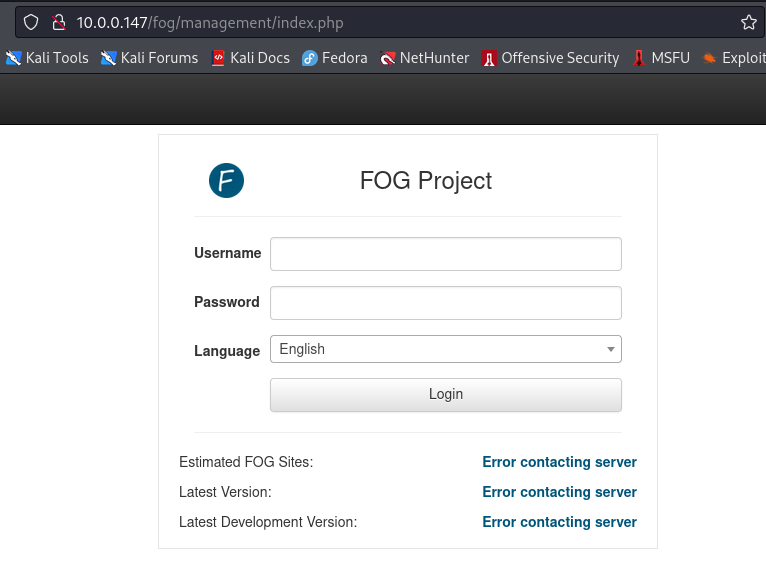 10.0.0.147/fog/management/index.php
Kali Tools Kali Forums Kali Docs Fedora NetHunter Offensive Security MSFU Exploit
F FOG Project
Username
Password
Language English
Login
Estimated FOG Sites: Error contacting server
Latest Version: Error contacting server
Latest Development Version: Error contacting server